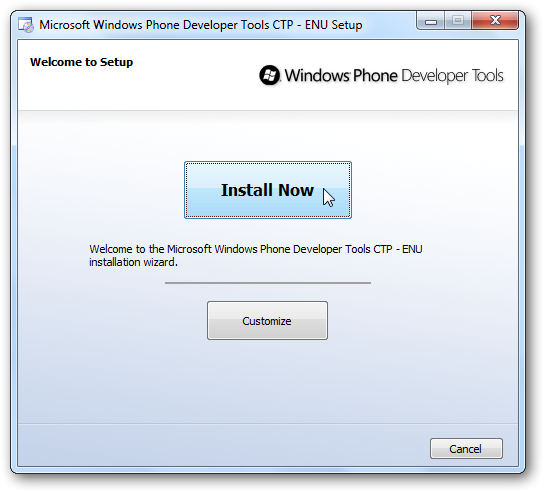 Microsoft Windows Phone Developer Tools CTP - ENU Setup
Welcome to Setup
Windows Phone Developer Tools
Install Now
Welcome to the Microsoft Windows Phone Developer Tools CTP - ENU
installation wizard.
Customize
Cancel